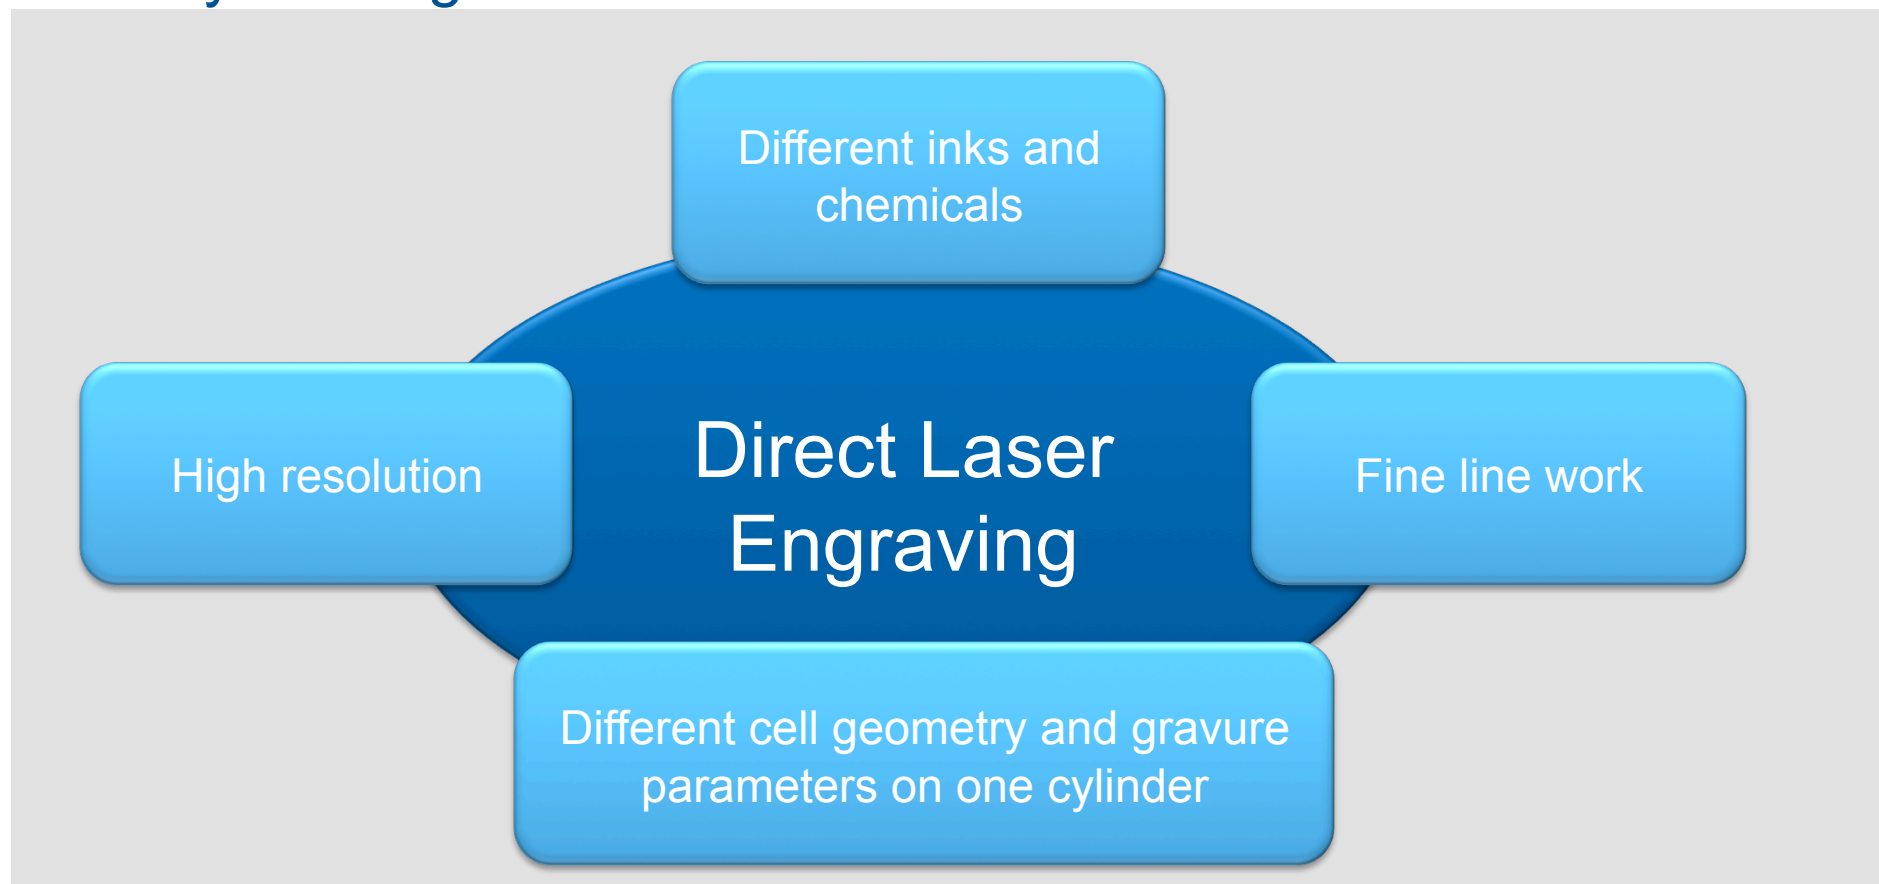 Different inks and
chemicals
High resolution
Direct Laser
Engraving
Fine line work
Different cell geometry and gravure
parameters on one cylinder